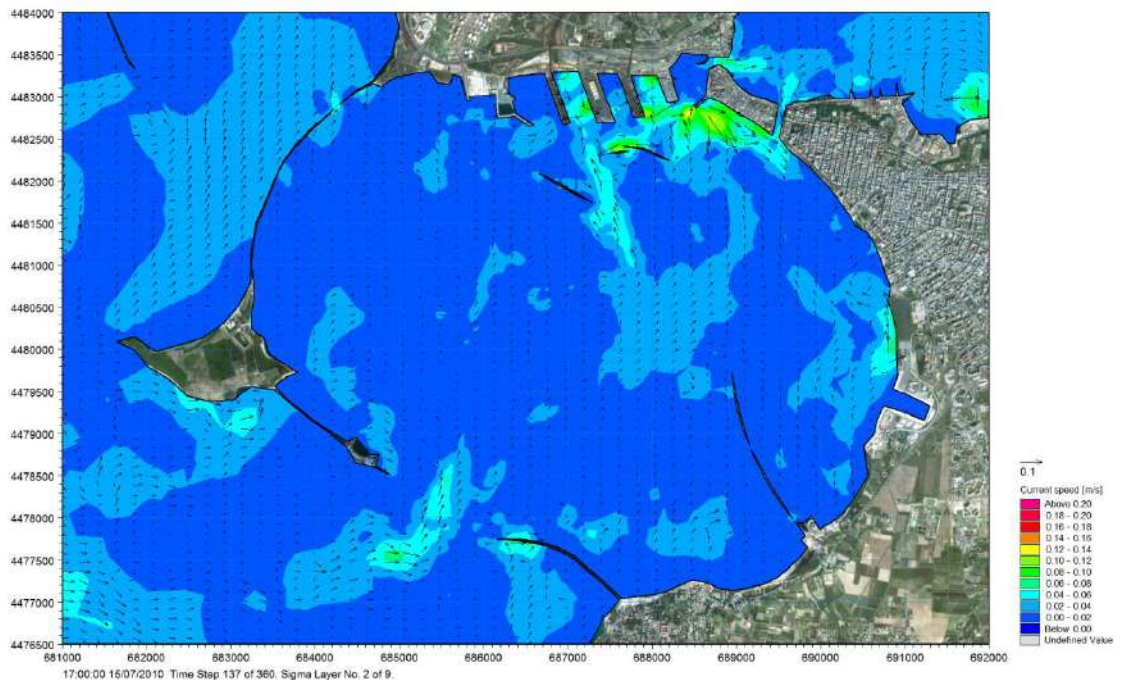 4484000
4483500
4483000
4482500
4482000
4481500
4481000
4480500
4480000
4479500
4479000
4478500
4478000
4477500
4477000
4476500
681000 682000 683000 684000 685000 686000 687000 688000 689000 690000 691000 692000
17:00:00 15/07/2010 Time Step 137 of 360. Sigma Layer No. 2 of 9.
0.1
Current speed [m/s]
Above 0.20
0.18 - 0.20
0.16 - 0.18
0.14 - 0.16
0.12 - 0.14
0.10 - 0.12
0.08 - 0.10
0.06 - 0.08
0.04 - 0.06
0.02 - 0.04
0.00 - 0.02
Below 0.00
Undefined Value